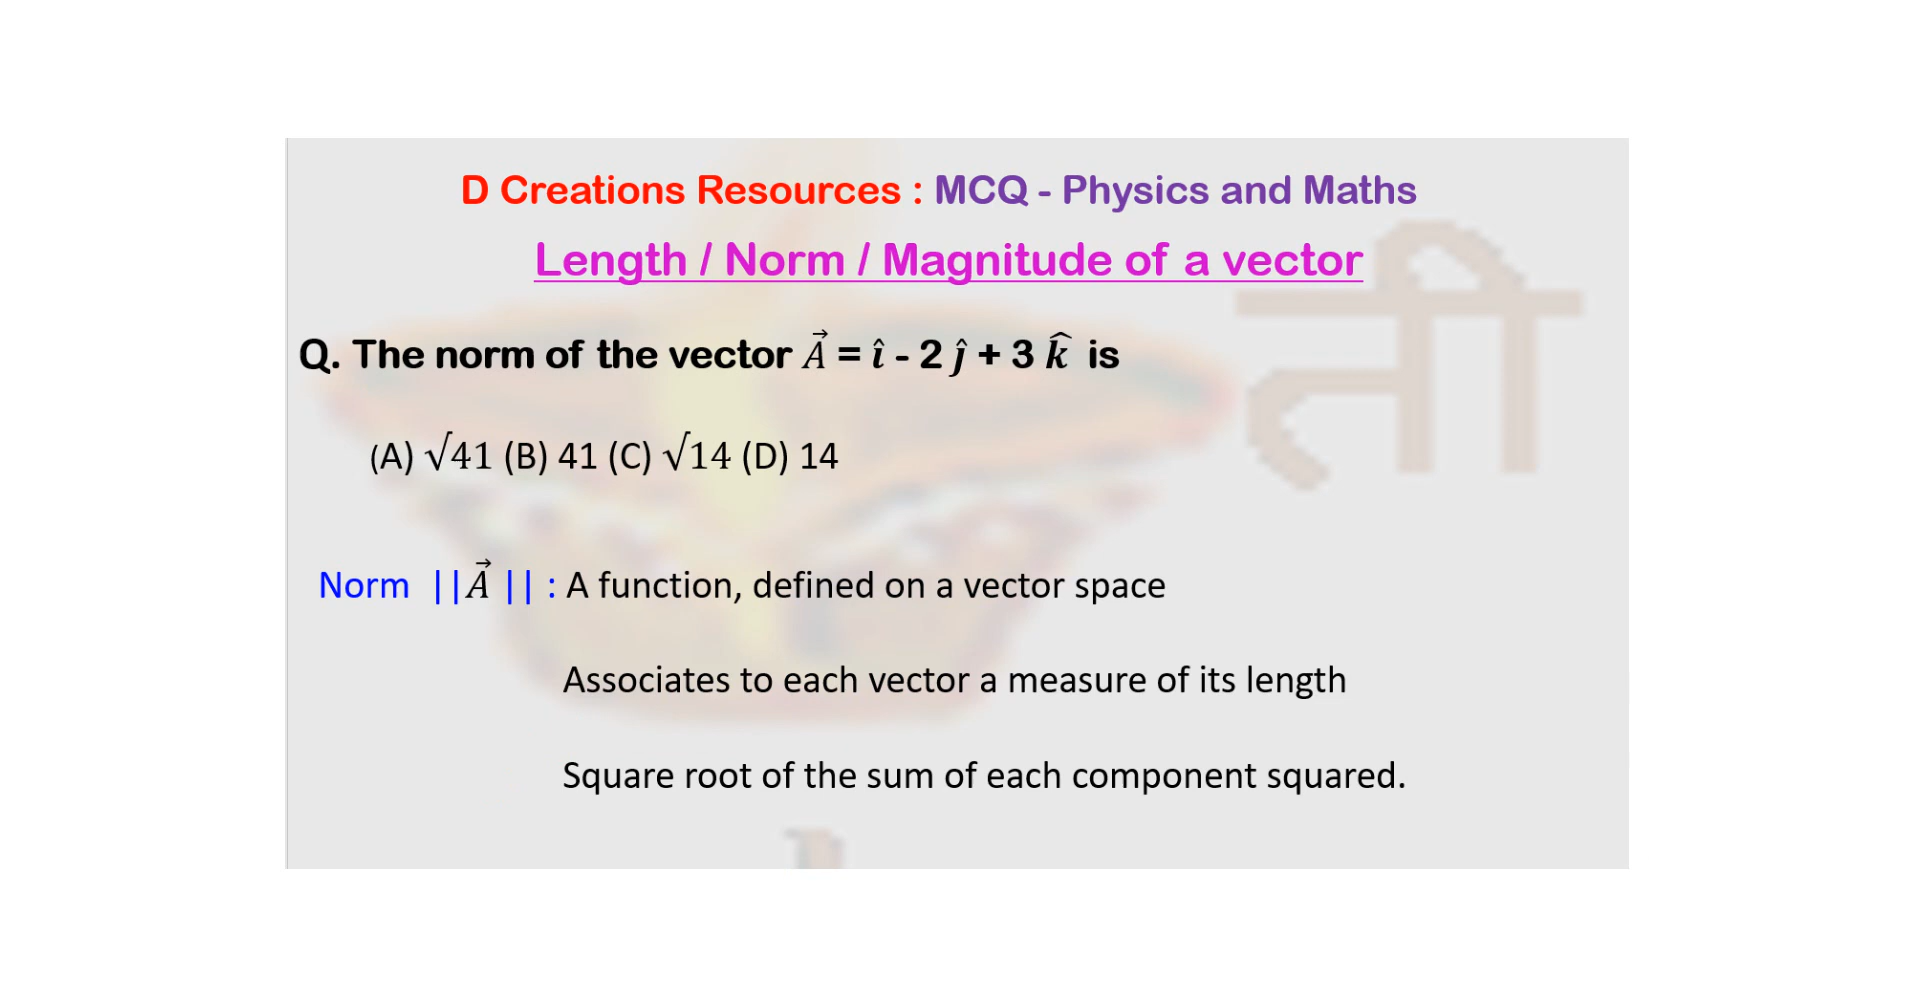 D Creations Resources : MCQ - Physics and Maths
Length / Norm / Magnitude of a vector
Q. The norm of the vector A⃗ = î - 2 ĵ + 3 k̂ is
(A) √41 (B) 41 (C) √14 (D) 14
Norm ||A⃗ || : A function, defined on a vector space
Associates to each vector a measure of its length
Square root of the sum of each component squared.
ती